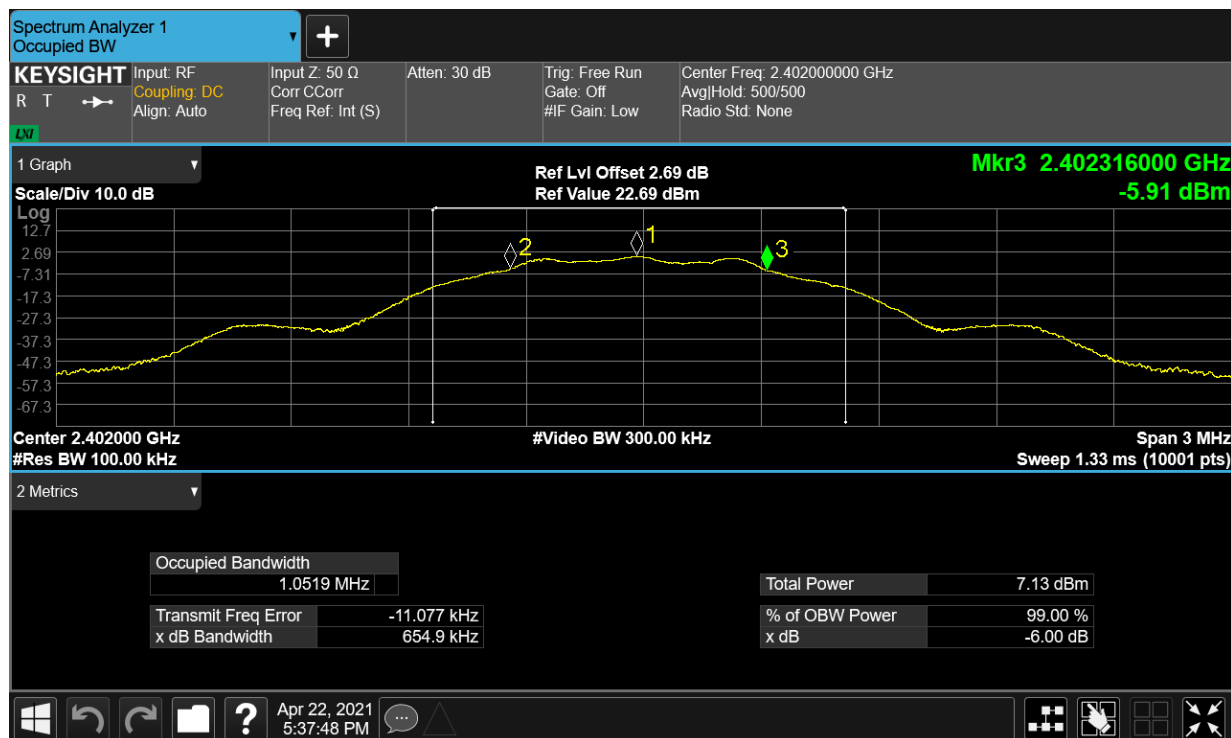 Spectrum Analyzer 1
Occupied BW
+
KEYSIGHT Input: RF Input Z: 50 Ω Atten: 30 dB Trig: Free Run Center Freq: 2.402000000 GHz
R T Coupling: DC Corr CCorr Gate: Off Avg|Hold: 500/500
Align: Auto Freq Ref: Int (S) #IF Gain: Low Radio Std: None
LXI
1 Graph Ref Lvl Offset 2.69 dB Mkr3 2.402316000 GHz
Scale/Div 10.0 dB Ref Value 22.69 dBm -5.91 dBm
Log
12.7
2.69
-7.31
-17.3
-27.3
-37.3
-47.3
-57.3
-67.3
2 1 3
Center 2.402000 GHz #Video BW 300.00 kHz Span 3 MHz
#Res BW 100.00 kHz Sweep 1.33 ms (10001 pts)
2 Metrics
Occupied Bandwidth
1.0519 MHz Total Power 7.13 dBm
Transmit Freq Error -11.077 kHz % of OBW Power 99.00 %
x dB Bandwidth 654.9 kHz x dB -6.00 dB
? Apr 22, 2021
5:37:48 PM